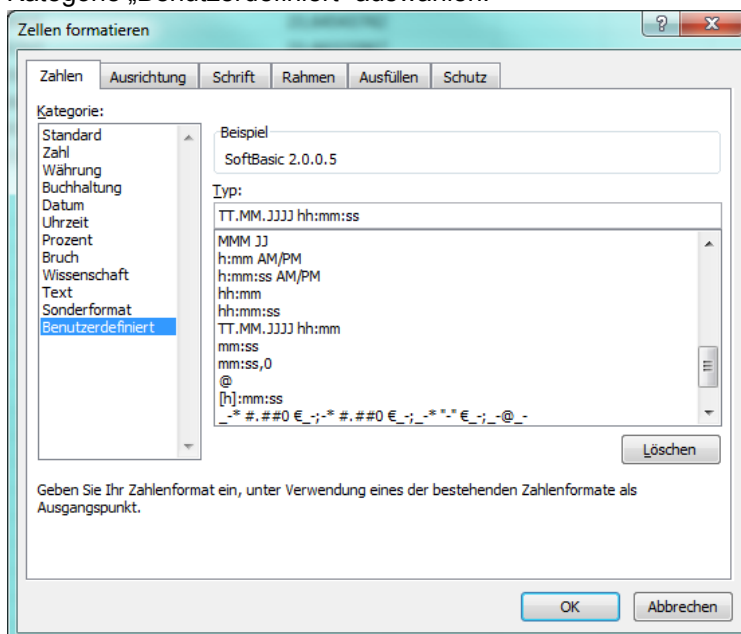 Kategorie „Benutzerdefiniert“ auswählen.
Zellen formatieren
Zahlen Ausrichtung Schrift Rahmen Ausfüllen Schutz
Kategorie:
Standard
Zahl
Währung
Buchhaltung
Datum
Uhrzeit
Prozent
Bruch
Wissenschaft
Text
Sonderformat
Benutzerdefiniert
Beispiel
SoftBasic 2.0.0.5
Typ:
TT.MM.JJJJ hh:mm:ss
MMM JJ
h:mm AM/PM
h:mm:ss AM/PM
hh:mm
hh:mm:ss
TT.MM.JJJJ hh:mm
mm:ss
mm:ss,0
@
[h]:mm:ss
_-* #.##0 €_-;-* #.##0 €_-;_-* "-" €_-;_-@_-
Löschen
Geben Sie Ihr Zahlenformat ein, unter Verwendung eines der bestehenden Zahlenformate als
Ausgangspunkt.
OK Abbrechen